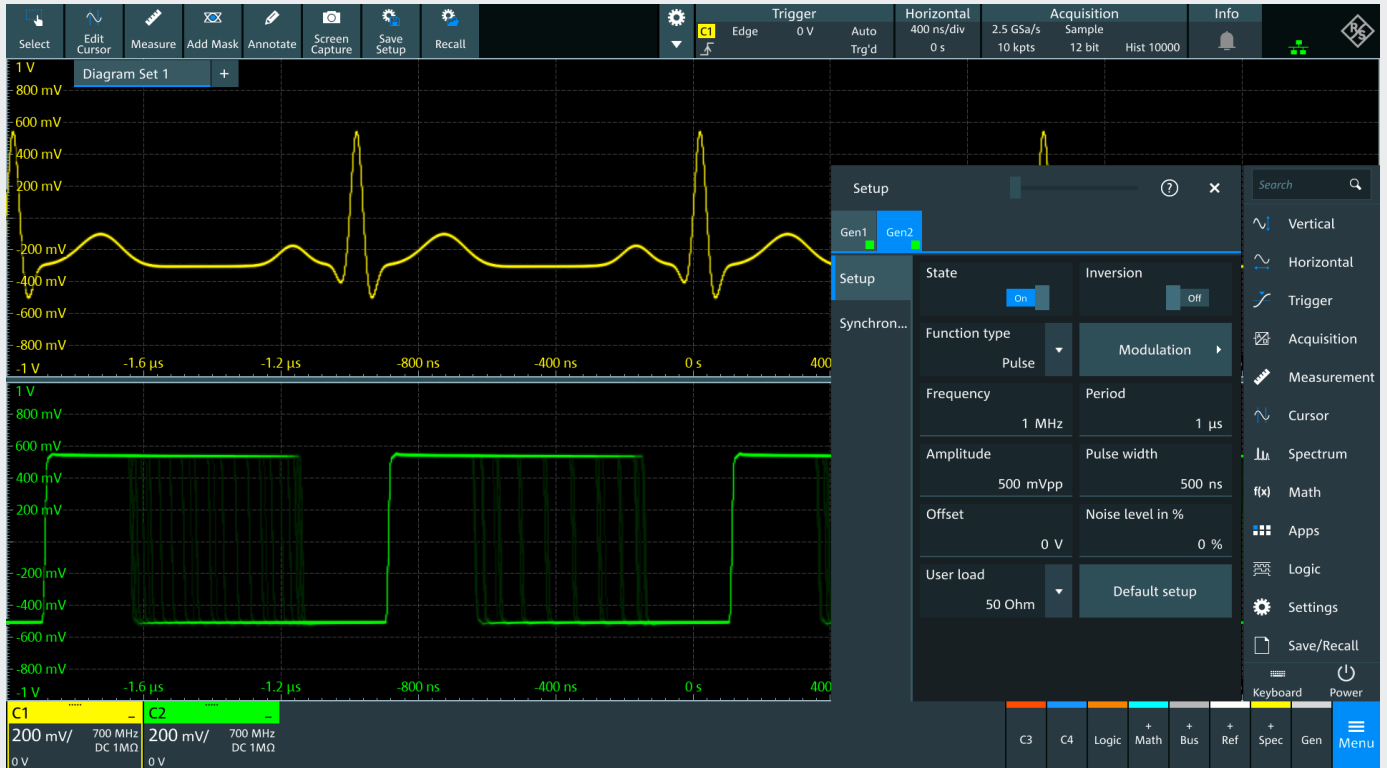 Select
Edit
Cursor
Measure
Add Mask
Annotate
Screen
Capture
Save
Setup
Recall
Trigger
C1 Edge 0 V Auto
Trg'd
Horizontal
400 ns/div
0 s
Acquisition
2.5 GSa/s Sample
10 kpts 12 bit Hist 10000
Info
R S
Diagram Set 1 +
1 V
800 mV
600 mV
400 mV
200 mV
-200 mV
-400 mV
-600 mV
-800 mV
-1 V
-1.6 µs -1.2 µs -800 ns -400 ns 0 s 400
1 V
800 mV
600 mV
400 mV
200 mV
-200 mV
-400 mV
-600 mV
-800 mV
-1 V
-1.6 µs -1.2 µs -800 ns -400 ns 0 s 400
Setup ?
Gen1 Gen2
Setup
Synchron...
State
On
Inversion
Off
Function type
Pulse
Modulation
Frequency
1 MHz
Period
1 µs
Amplitude
500 mVpp
Pulse width
500 ns
Offset
0 V
Noise level in %
0 %
User load
50 Ohm
Default setup
Search
Vertical
Horizontal
Trigger
Acquisition
Measurement
Cursor
Spectrum
f(x) Math
Apps
Logic
Settings
Save/Recall
Keyboard
Power
C1
200 mV/ 700 MHz
DC 1MΩ
0 V
C2
200 mV/ 700 MHz
DC 1MΩ
0 V
C3
C4
Logic
+
Math
+
Bus
+
Ref
+
Spec
Gen
Menu